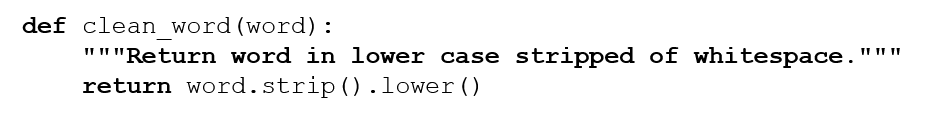 def clean_word(word):
    """Return word in lower case stripped of whitespace."""
    return word.strip().lower()